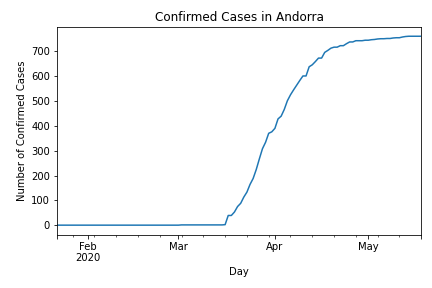 Confirmed Cases in Andorra
Number of Confirmed Cases
700
600
500
400
300
200
100
0
Feb
2020
Mar
Apr
May
Day